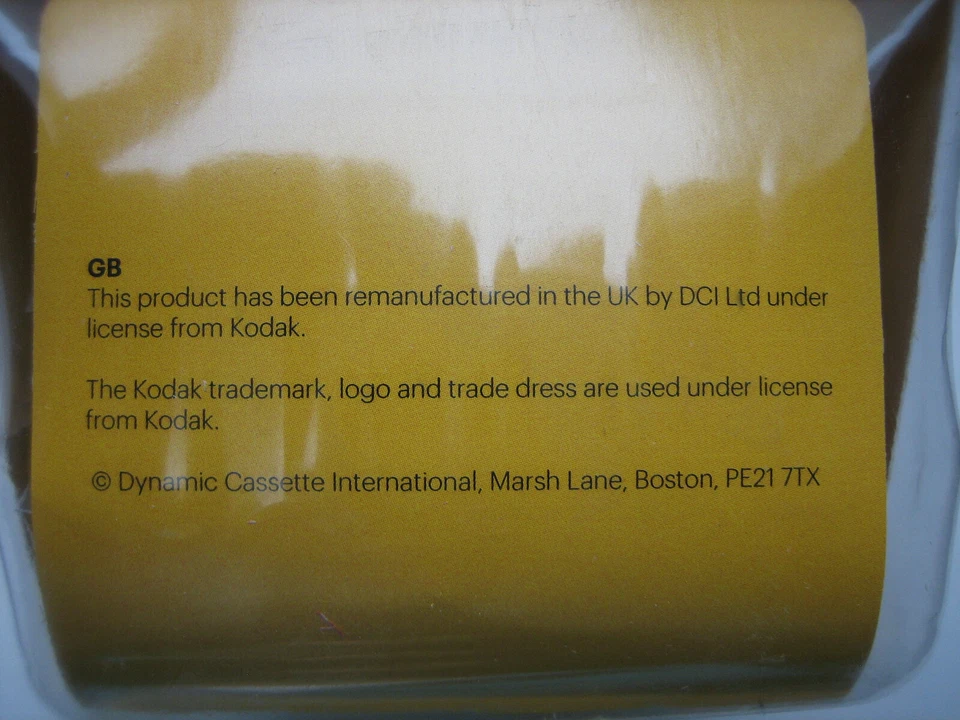 GB
This product has been remanufactured in the UK by DCI Ltd under
license from Kodak.
The Kodak trademark, logo and trade dress are used under license
from Kodak.
© Dynamic Cassette International, Marsh Lane, Boston, PE21 7TX